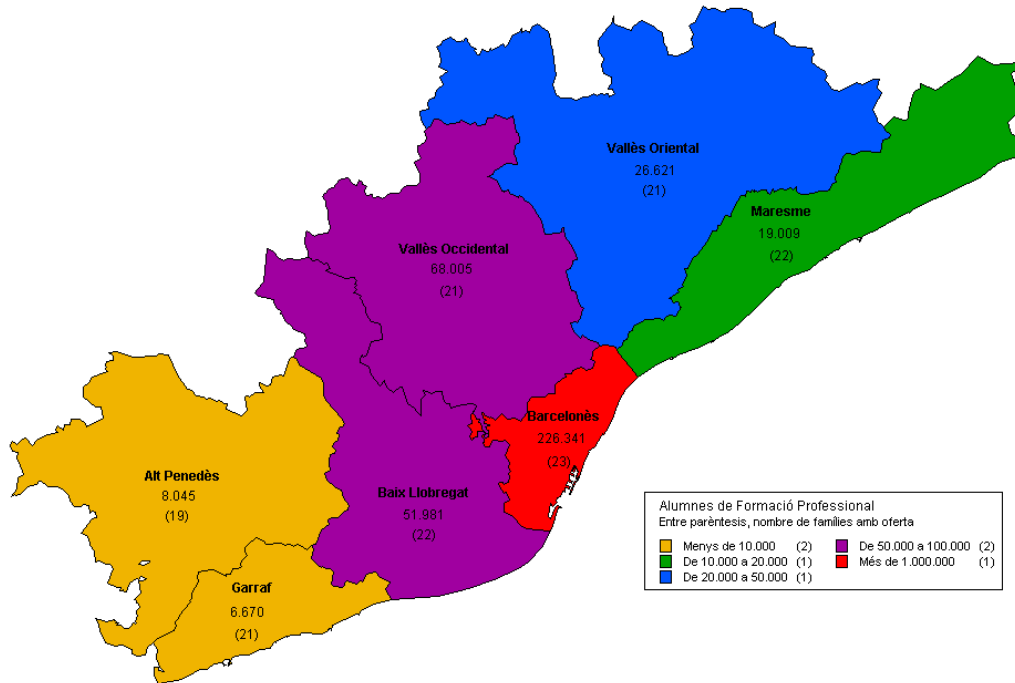 Vallès Oriental
26.621
(21)
Maresme
19.009
(22)
Vallès Occidental
68.005
(21)
Barcelonès
226.341
(23)
Alt Penedès
8.045
(19)
Baix Llobregat
51.981
(22)
Garraf
6.670
(21)
Alumnes de Formació Professional
Entre parèntesis, nombre de famílies amb oferta
Menys de 10.000 (2)
De 10.000 a 20.000 (1)
De 20.000 a 50.000 (1)
De 50.000 a 100.000 (2)
Més de 1.000.000 (1)